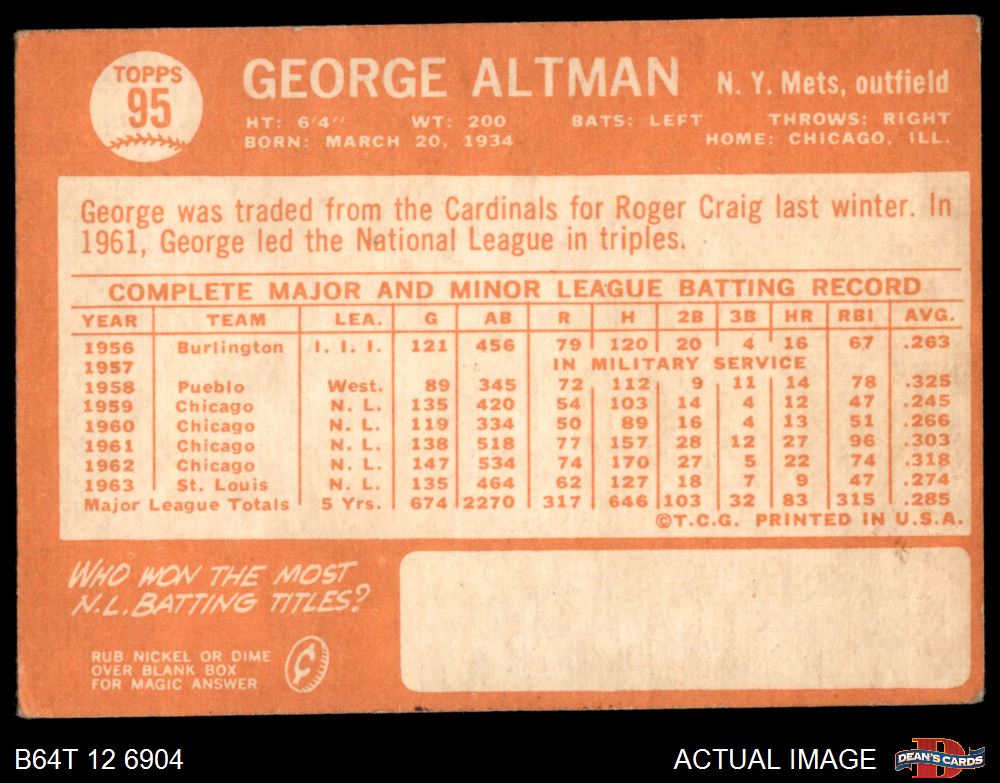 TOPPS
95
GEORGE ALTMAN N. Y. Mets, outfield
HT: 6'4" WT: 200 BATS: LEFT THROWS: RIGHT
BORN: MARCH 20, 1934 HOME: CHICAGO, ILL.
George was traded from the Cardinals for Roger Craig last winter. In
1961, George led the National League in triples.
COMPLETE MAJOR AND MINOR LEAGUE BATTING RECORD
YEAR TEAM LEA. G AB R H 2B 3B HR RBI AVG.
1956 Burlington I. I. I. 121 456 79 120 20 4 16 67 .263
1957 IN MILITARY SERVICE
1958 Pueblo West. 89 345 72 112 9 11 14 78 .325
1959 Chicago N. L. 135 420 54 103 14 4 12 47 .245
1960 Chicago N. L. 119 334 50 89 16 4 13 51 .266
1961 Chicago N. L. 138 518 77 157 28 12 27 96 .303
1962 Chicago N. L. 147 534 74 170 27 5 22 74 .318
1963 St. Louis N. L. 135 464 62 127 18 7 9 47 .274
Major League Totals 5 Yrs. 674 2270 317 646 103 32 83 315 .285
©T.C.G. PRINTED IN U.S.A.
WHO WON THE MOST
N.L. BATTING TITLES?
RUB NICKEL OR DIME
OVER BLANK BOX
FOR MAGIC ANSWER
¢
B64T 12 6904 ACTUAL IMAGE D DEAN'S CARDS